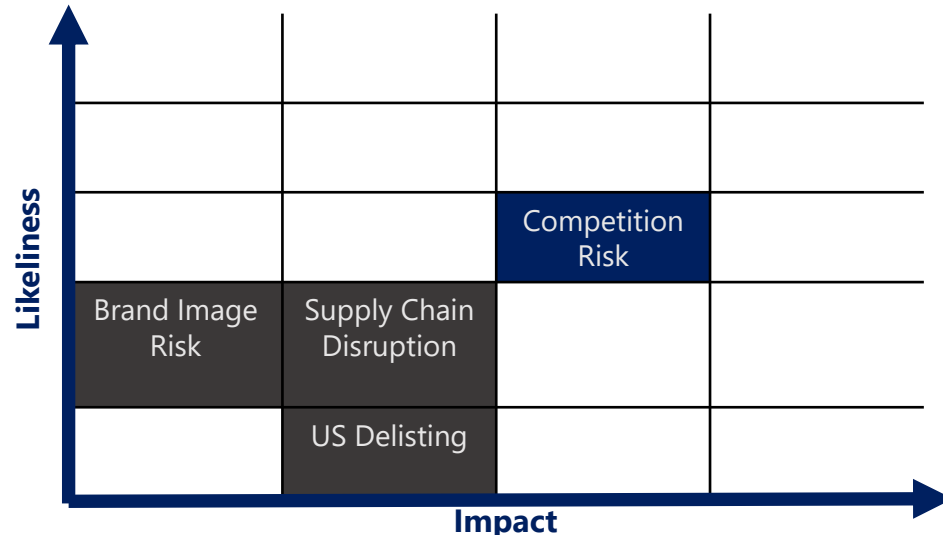 Likeliness
Competition
Risk
Brand Image
Risk
Supply Chain
Disruption
US Delisting
Impact